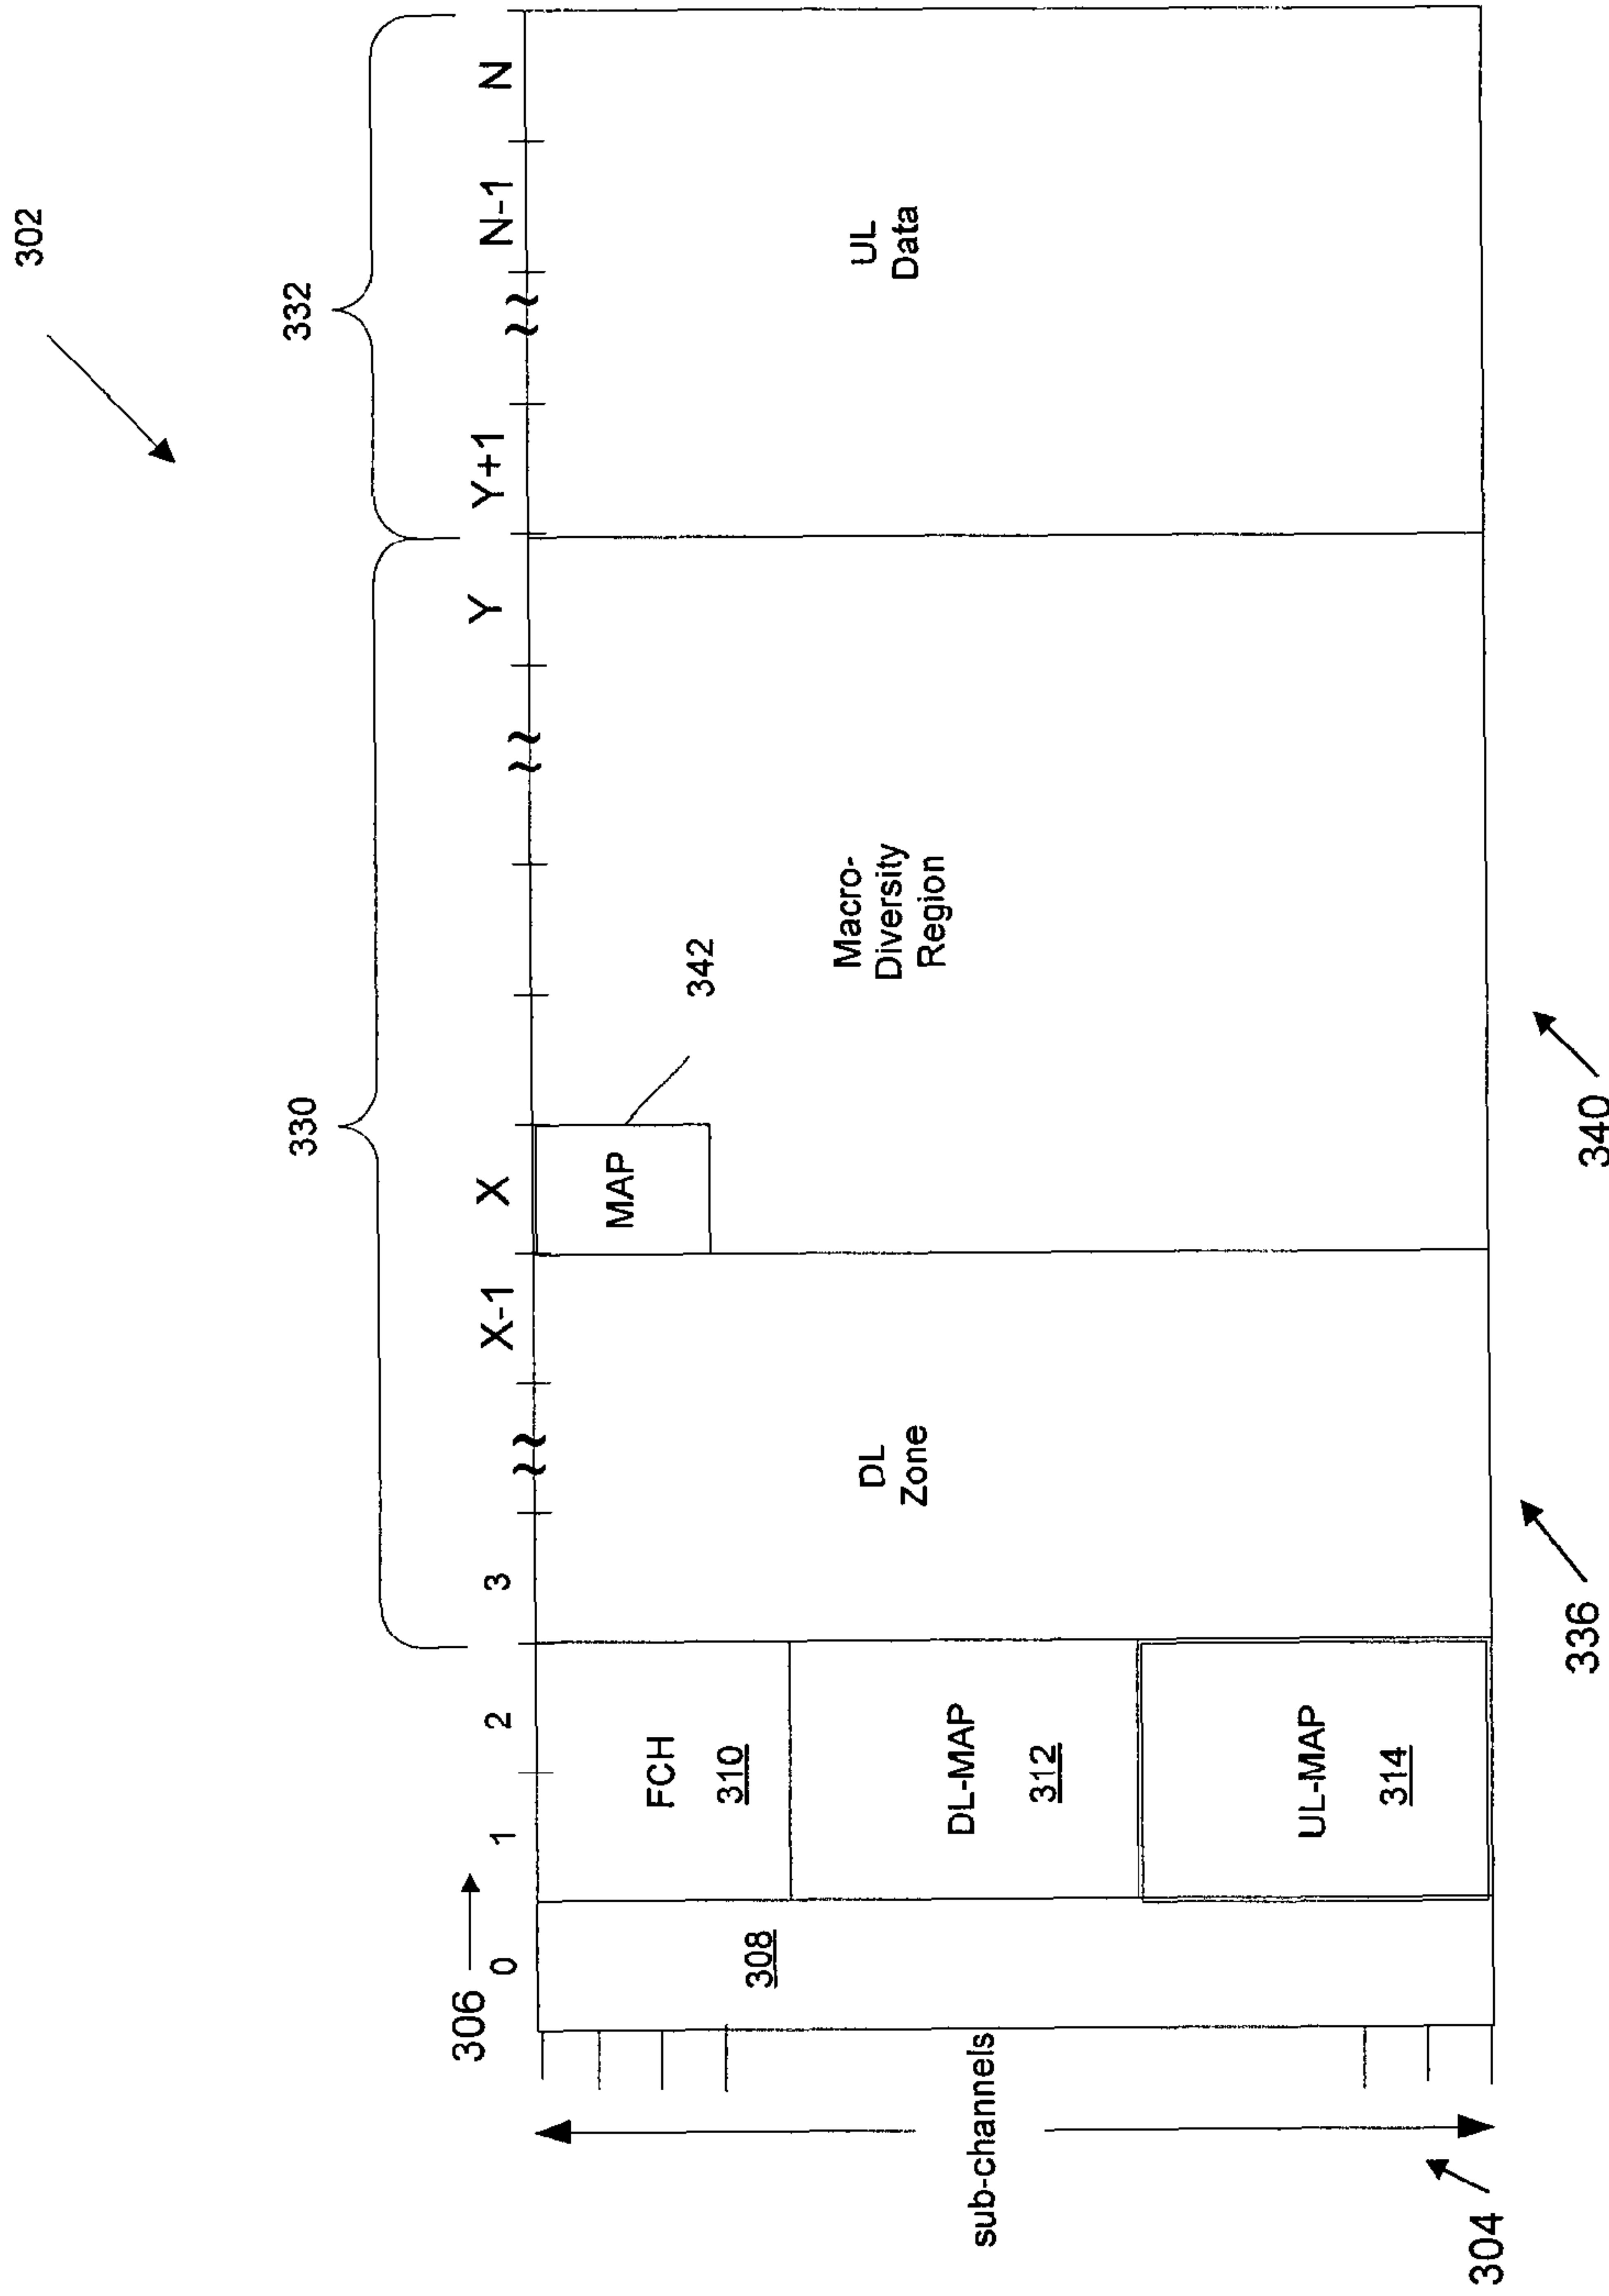 302
330
332
306
0
1
2
3
X-1
X
Y
Y+1
N-1
N
308
FCH
310
DL-MAP
312
UL-MAP
314
DL
Zone
MAP
342
Macro-
Diversity
Region
UL
Data
sub-channels
304
336
340